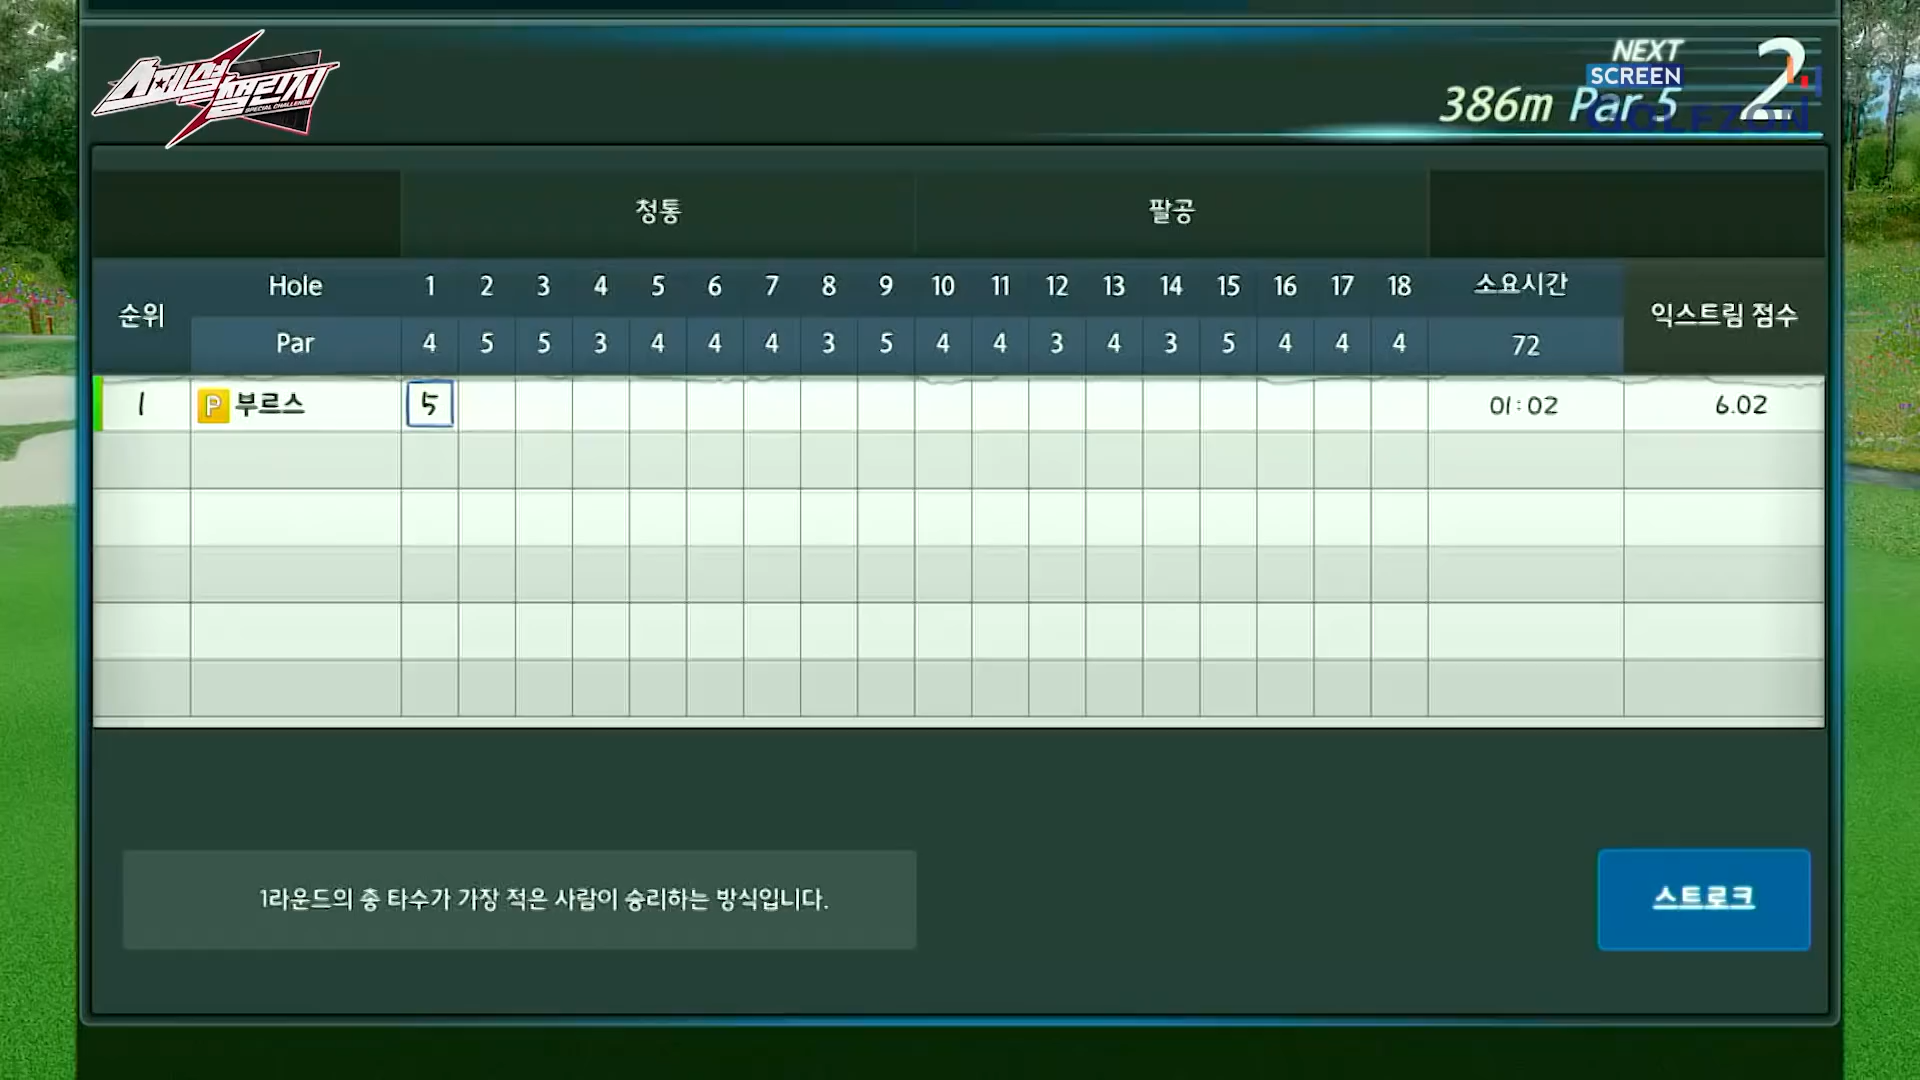 스페셜 챌린지
SPECIAL CHALLENGE
NEXT
SCREEN
386m Par 5
2
GOLFZON
청통 팔공
순위 Hole 1 2 3 4 5 6 7 8 9 10 11 12 13 14 15 16 17 18 소요시간 익스트림 점수
Par 4 5 5 3 4 4 4 3 5 4 4 3 4 3 5 4 4 4 72
1 P 부르스 5 01:02 6.02
1라운드의 총 타수가 가장 적은 사람이 승리하는 방식입니다.
스트로크